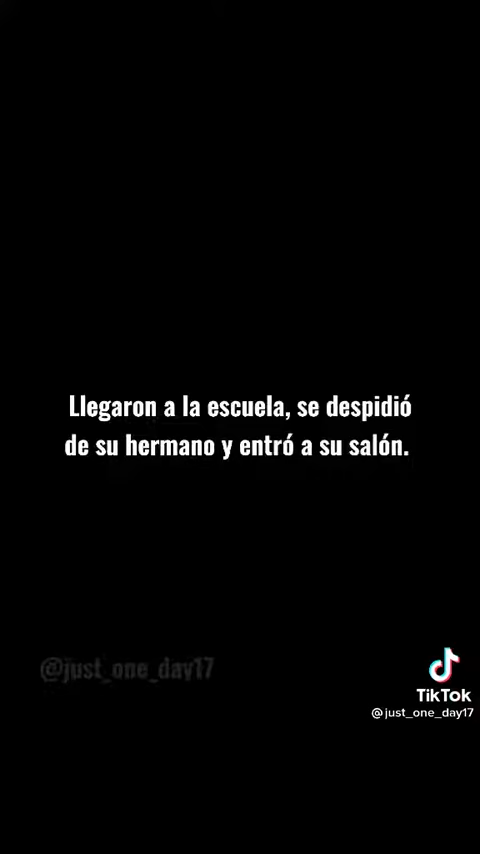 Llegaron a la escuela, se despidió
de su hermano y entró a su salón.
@just_one_day17
TikTok
@just_one_day17